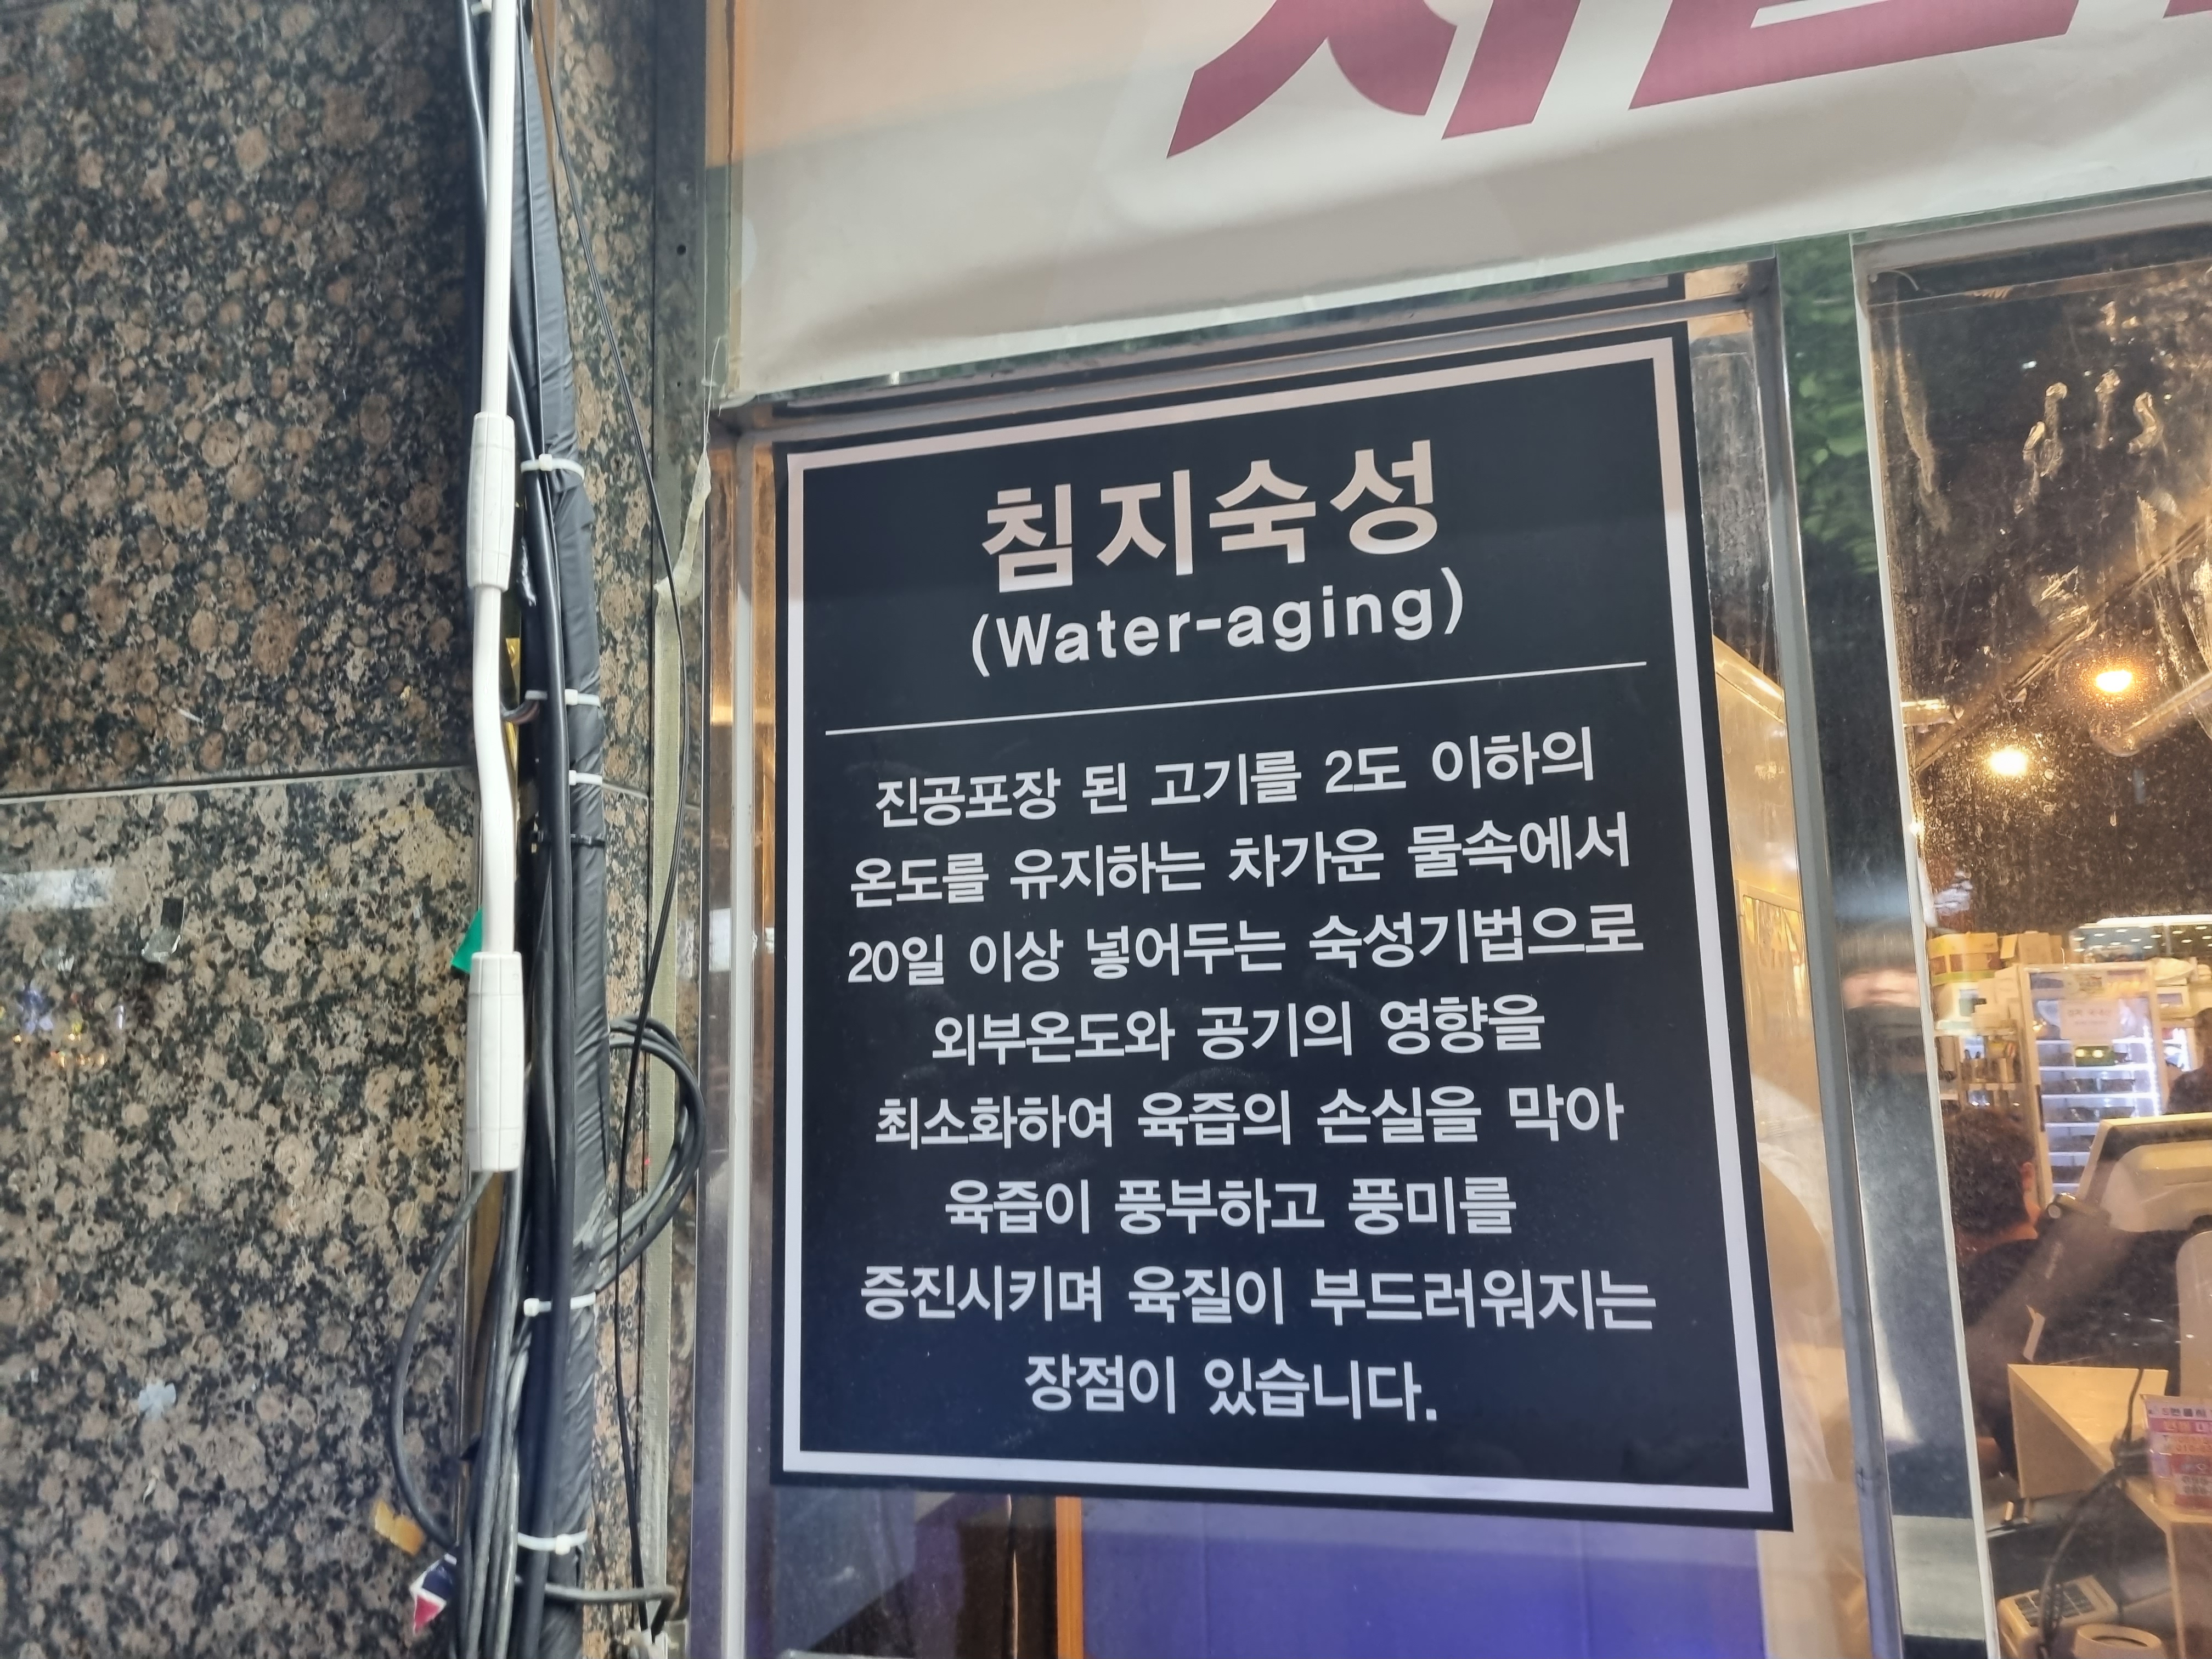 침지숙성
(Water-aging)
진공포장 된 고기를 2도 이하의
온도를 유지하는 차가운 물속에서
20일 이상 넣어두는 숙성기법으로
외부온도와 공기의 영향을
최소화하여 육즙의 손실을 막아
육즙이 풍부하고 풍미를
증진시키며 육질이 부드러워지는
장점이 있습니다.